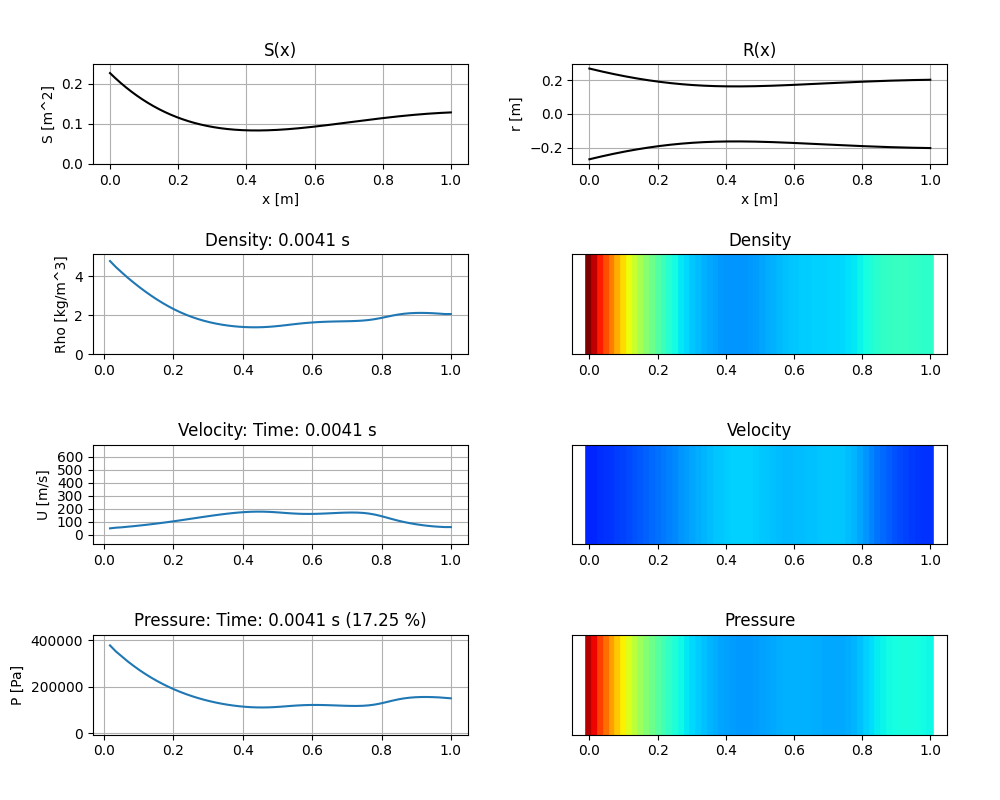 S(x)
S [m^2]
0.2
0.1
0.0
0.0 0.2 0.4 0.6 0.8 1.0
x [m]
R(x)
r [m]
0.2
0.0
−0.2
0.0 0.2 0.4 0.6 0.8 1.0
x [m]
Density: 0.0041 s
Rho [kg/m^3]
4
2
0
0.0 0.2 0.4 0.6 0.8 1.0
Density
0.0 0.2 0.4 0.6 0.8 1.0
Velocity: Time: 0.0041 s
U [m/s]
600
500
400
300
200
100
0
0.0 0.2 0.4 0.6 0.8 1.0
Velocity
0.0 0.2 0.4 0.6 0.8 1.0
Pressure: Time: 0.0041 s (17.25 %)
P [Pa]
400000
200000
0
0.0 0.2 0.4 0.6 0.8 1.0
Pressure
0.0 0.2 0.4 0.6 0.8 1.0